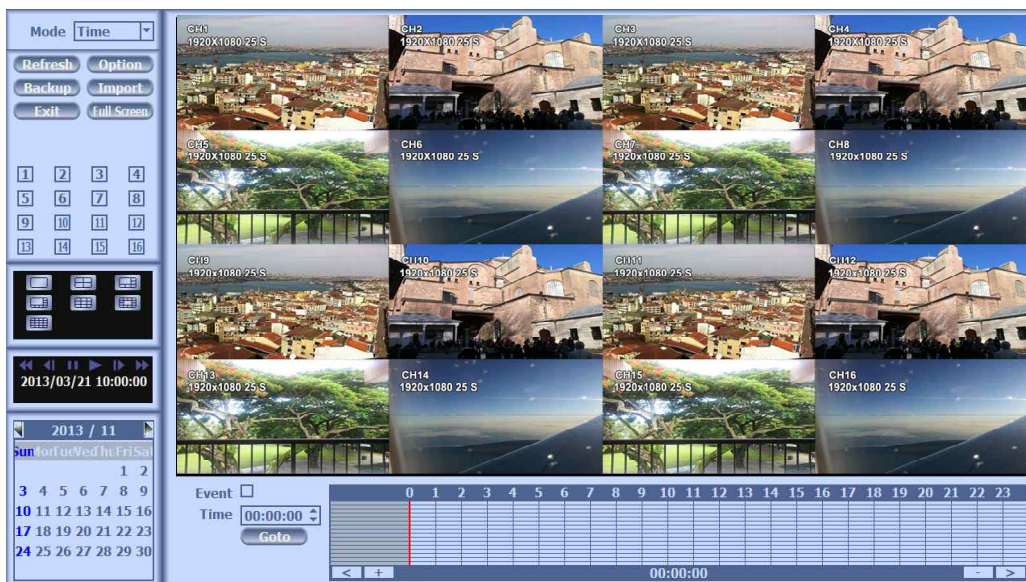 Mode Time
Refresh Option
Backup Import
Exit Full Screen
1 2 3 4
5 6 7 8
9 10 11 12
13 14 15 16
2013/03/21 10:00:00
2013 / 11
Sun Mon Tue Wed Thu Fri Sat
1 2
3 4 5 6 7 8 9
10 11 12 13 14 15 16
17 18 19 20 21 22 23
24 25 26 27 28 29 30
CH1
1920X1080 25 S
CH2
1920X1080 25 S
CH3
1920X1080 25 S
CH4
1920X1080 25 S
CH5
1920X1080 25 S
CH6
1920X1080 25 S
CH7
1920x1080 25 S
CH8
1920x1080 25 S
CH9
1920x1080 25 S
CH10
1920x1080 25 S
CH11
1920x1080 25 S
CH12
1920x1080 25 S
CH13
1920x1080 25 S
CH14
1920x1080 25 S
CH15
1920x1080 25 S
CH16
1920x1080 25 S
Event
Time 00:00:00
Goto
0 1 2 3 4 5 6 7 8 9 10 11 12 13 14 15 16 17 18 19 20 21 22 23
< + 00:00:00 - >